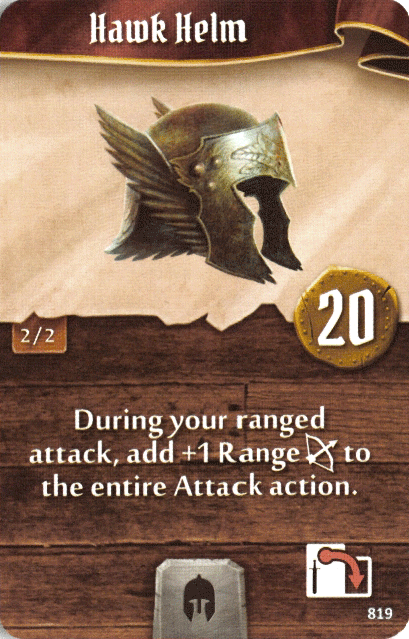 Hawk Helm
20
2/2
During your ranged
attack, add +1 Range to
the entire Attack action.
819